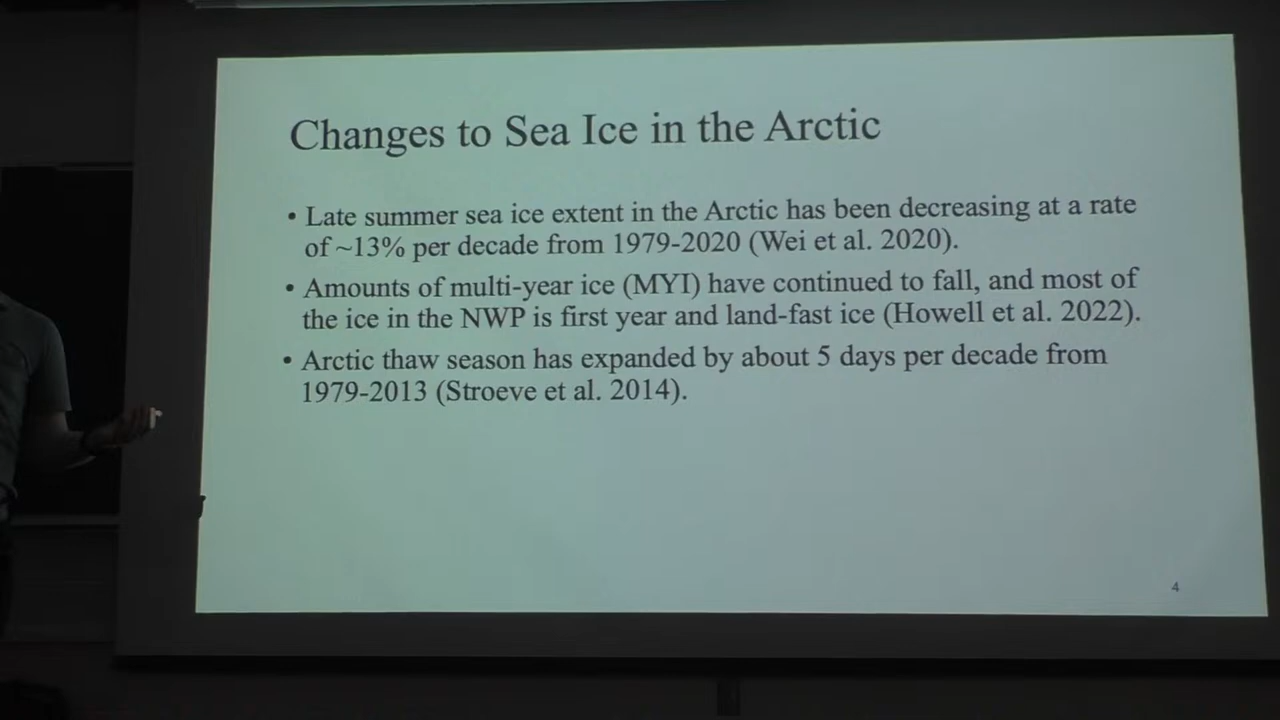 Changes to Sea Ice in the Arctic
• Late summer sea ice extent in the Arctic has been decreasing at a rate
of ~13% per decade from 1979-2020 (Wei et al. 2020).
• Amounts of multi-year ice (MYI) have continued to fall, and most of
the ice in the NWP is first year and land-fast ice (Howell et al. 2022).
• Arctic thaw season has expanded by about 5 days per decade from
1979-2013 (Stroeve et al. 2014).
4